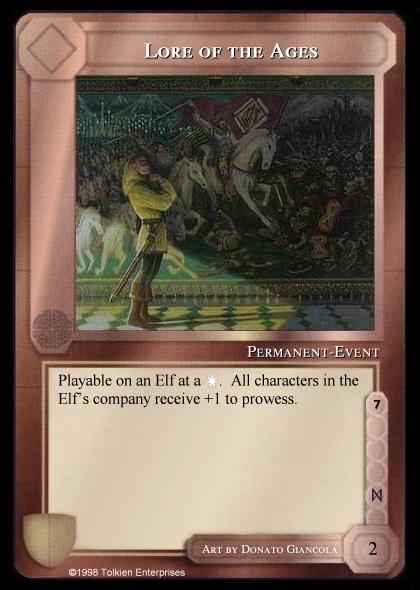 Lore of the Ages
Permanent-Event
Playable on an Elf at a ☼. All characters in the
Elf's company receive +1 to prowess.
7
ᛞ
Art by Donato Giancola
2
©1998 Tolkien Enterprises